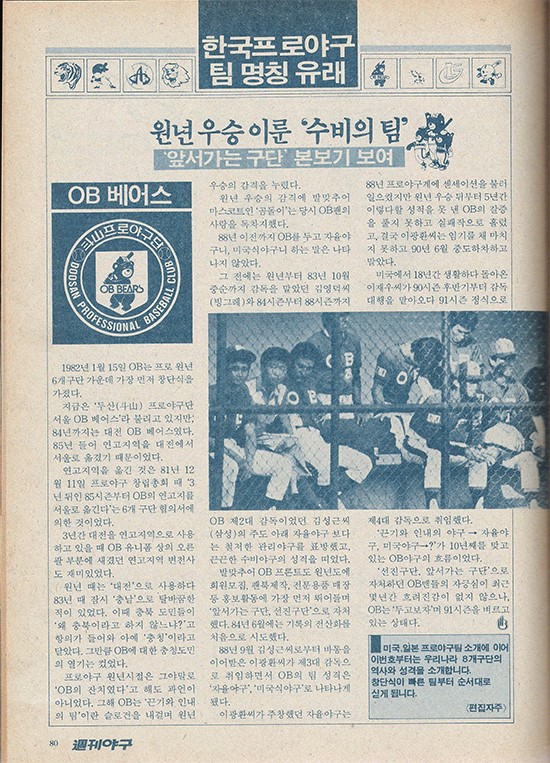 한국프로야구
팀 명칭 유래
원년우승 이룬 '수비의 팀'
'앞서가는 구단' 본보기 보여
OB 베어스
두산프로야구단
OB BEARS
DOOSAN PROFESSIONAL BASEBALL CLUB
1982년 1월 15일 OB는 프로 원년
6개구단 가운데 가장 먼저 창단식을
가졌다.
지금은 '두산(斗山) 프로야구단
서울 OB 베어스'라 불리고 있지만,
84년까지는 대전 OB 베어스였다.
85년 들어 연고지역을 대전에서
서울로 옮겼기 때문이었다.
연고지역을 옮긴 것은 81년 12
월 11일 프로야구 창립총회 때 '3
년 뒤인 85시즌부터 OB의 연고지를
서울로 옮긴다'는 6개 구단 합의서에
의한 것이었다.
3년간 대전을 연고지역으로 사용
하고 있을 때 OB 유니폼 상의 오른
팔 부분에 새겼던 연고지역 변천사
도 재미있었다.
원년 때는 '대전'으로 사용하다
83년 때 잠시 '충남'으로 탈바꿈한
적이 있었다. 이때 충북 도민들이
'왜 충북이라고 하지 않느냐?'고
항의가 들어와 아예 '충청'이라고
달았다. 그만큼 OB에 대한 충청도민
의 열기는 컸었다.
프로야구 원년시절은 그야말로
'OB의 잔치였다'고 해도 과언이
아니었다. 그해 OB는 '끈기와 인내
의 팀'이란 슬로건을 내걸며 원년
우승의 감격을 누렸다.
원년 우승의 감격에 발맞추어
마스코트인 '곰돌이'는 당시 OB팬의
사랑을 독차지했다.
88년 이전까지 OB를 두고 자율야
구니, 미국식야구니 하는 말은 나타
나지 않았다.
그 전에는 원년부터 83년 10월
중순까지 감독을 맡았던 김영덕씨
(빙그레)와 84시즌부터 88시즌까지
OB 제2대 감독이었던 김성근씨
(삼성)의 주도 아래 자율야구 보다
는 철저한 관리야구를 표방했고,
끈끈한 수비야구의 성격을 띠었다.
발맞추어 OB 프론트도 원년도에
회원모집, 팬북제작, 전문용품 매장
등 홍보활동에 가장 먼저 뛰어들며
'앞서가는 구단, 선진구단'으로 자처
했다. 84년 6월에는 기록의 전산화를
처음으로 시도했다.
88년 9월 김성근씨로부터 바통을
이어받은 이광환씨가 제3대 감독으
로 취임하면서 OB의 팀 성격은
'자율야구', '미국식야구'로 나타나게
됐다.
이광환씨가 주창했던 자율야구는
88년 프로야구계에 센세이션을 불러
일으켰지만 원년 우승 뒤부터 5년간
이렇다할 성적을 못 낸 OB의 갈증
을 풀지 못하고 실패작으로 흘렀
고, 결국 이광환씨는 임기를 채 마치
지 못하고 90년 6월 중도하차하고
말았다.
미국에서 18년간 생활하다 돌아온
이재우씨가 90시즌 후반기부터 감독
대행을 맡아오다 91시즌 정식으로
제4대 감독으로 취임했다.
'끈기와 인내의 야구 → 자율야
구, 미국야구→?'가 10년째를 맞고
있는 OB야구의 흐름이었다.
'선진구단, 앞서가는 구단'으로
자처하던 OB맨들의 자긍심이 최근
몇년간 흐려진감이 없지 않으나,
OB는 '두고보자'며 91시즌을 벼르고
있는 상태다.
미국, 일본 프로야구팀 소개에 이어
이번호부터는 우리나라 8개구단의
역사와 성격을 소개합니다.
창단식이 빠른 팀부터 순서대로
싣게 됩니다.
〈편집자주〉
80 週刊야구